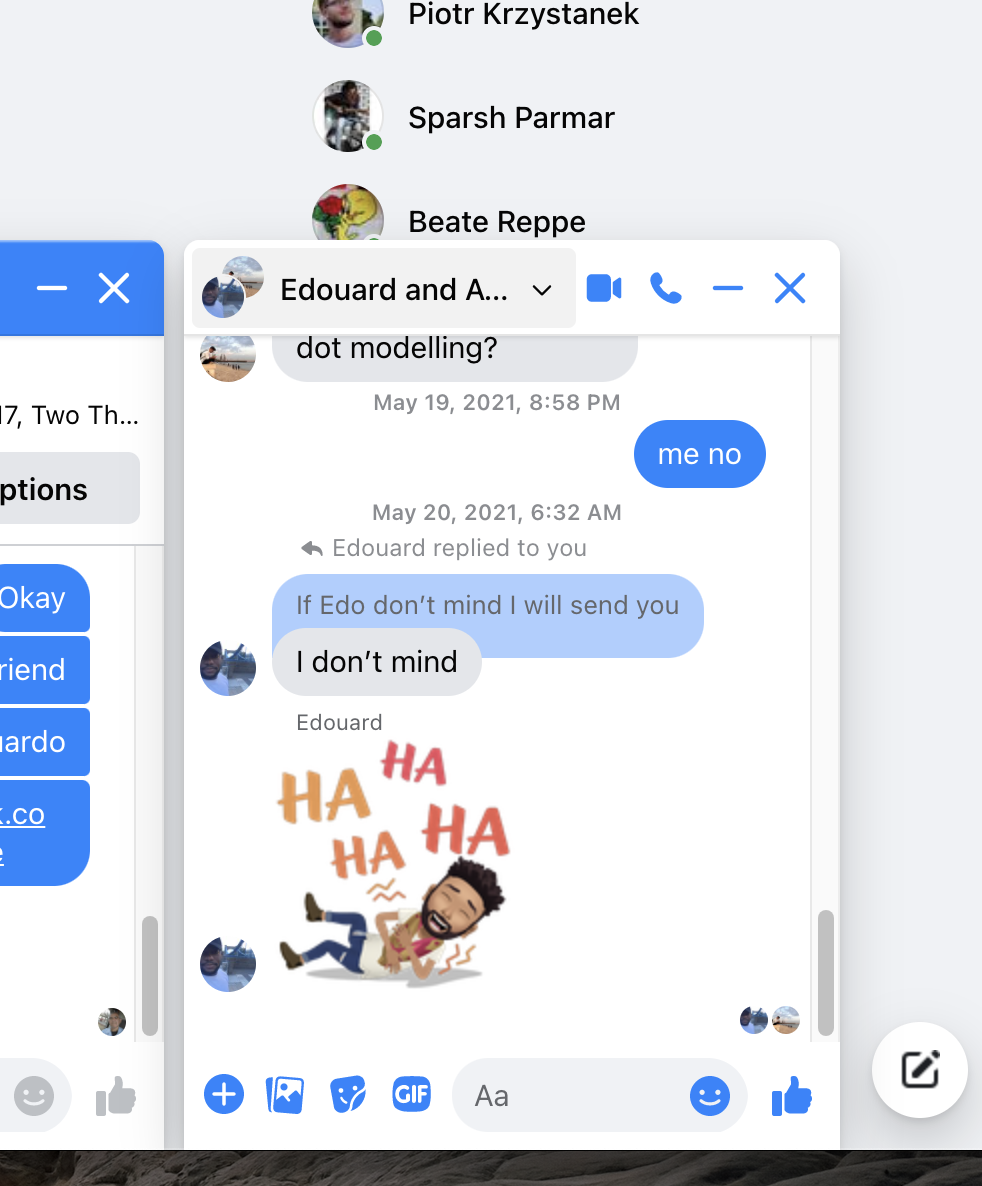 Piotr Krzystanek
Sparsh Parmar
Beate Reppe
17, Two Th...
ptions
Okay
riend
uardo
k.co
e
Edouard and A...
dot modelling?
May 19, 2021, 8:58 PM
me no
May 20, 2021, 6:32 AM
Edouard replied to you
If Edo don’t mind I will send you
I don’t mind
Edouard
HA
HA
HA
HA
GIF
Aa